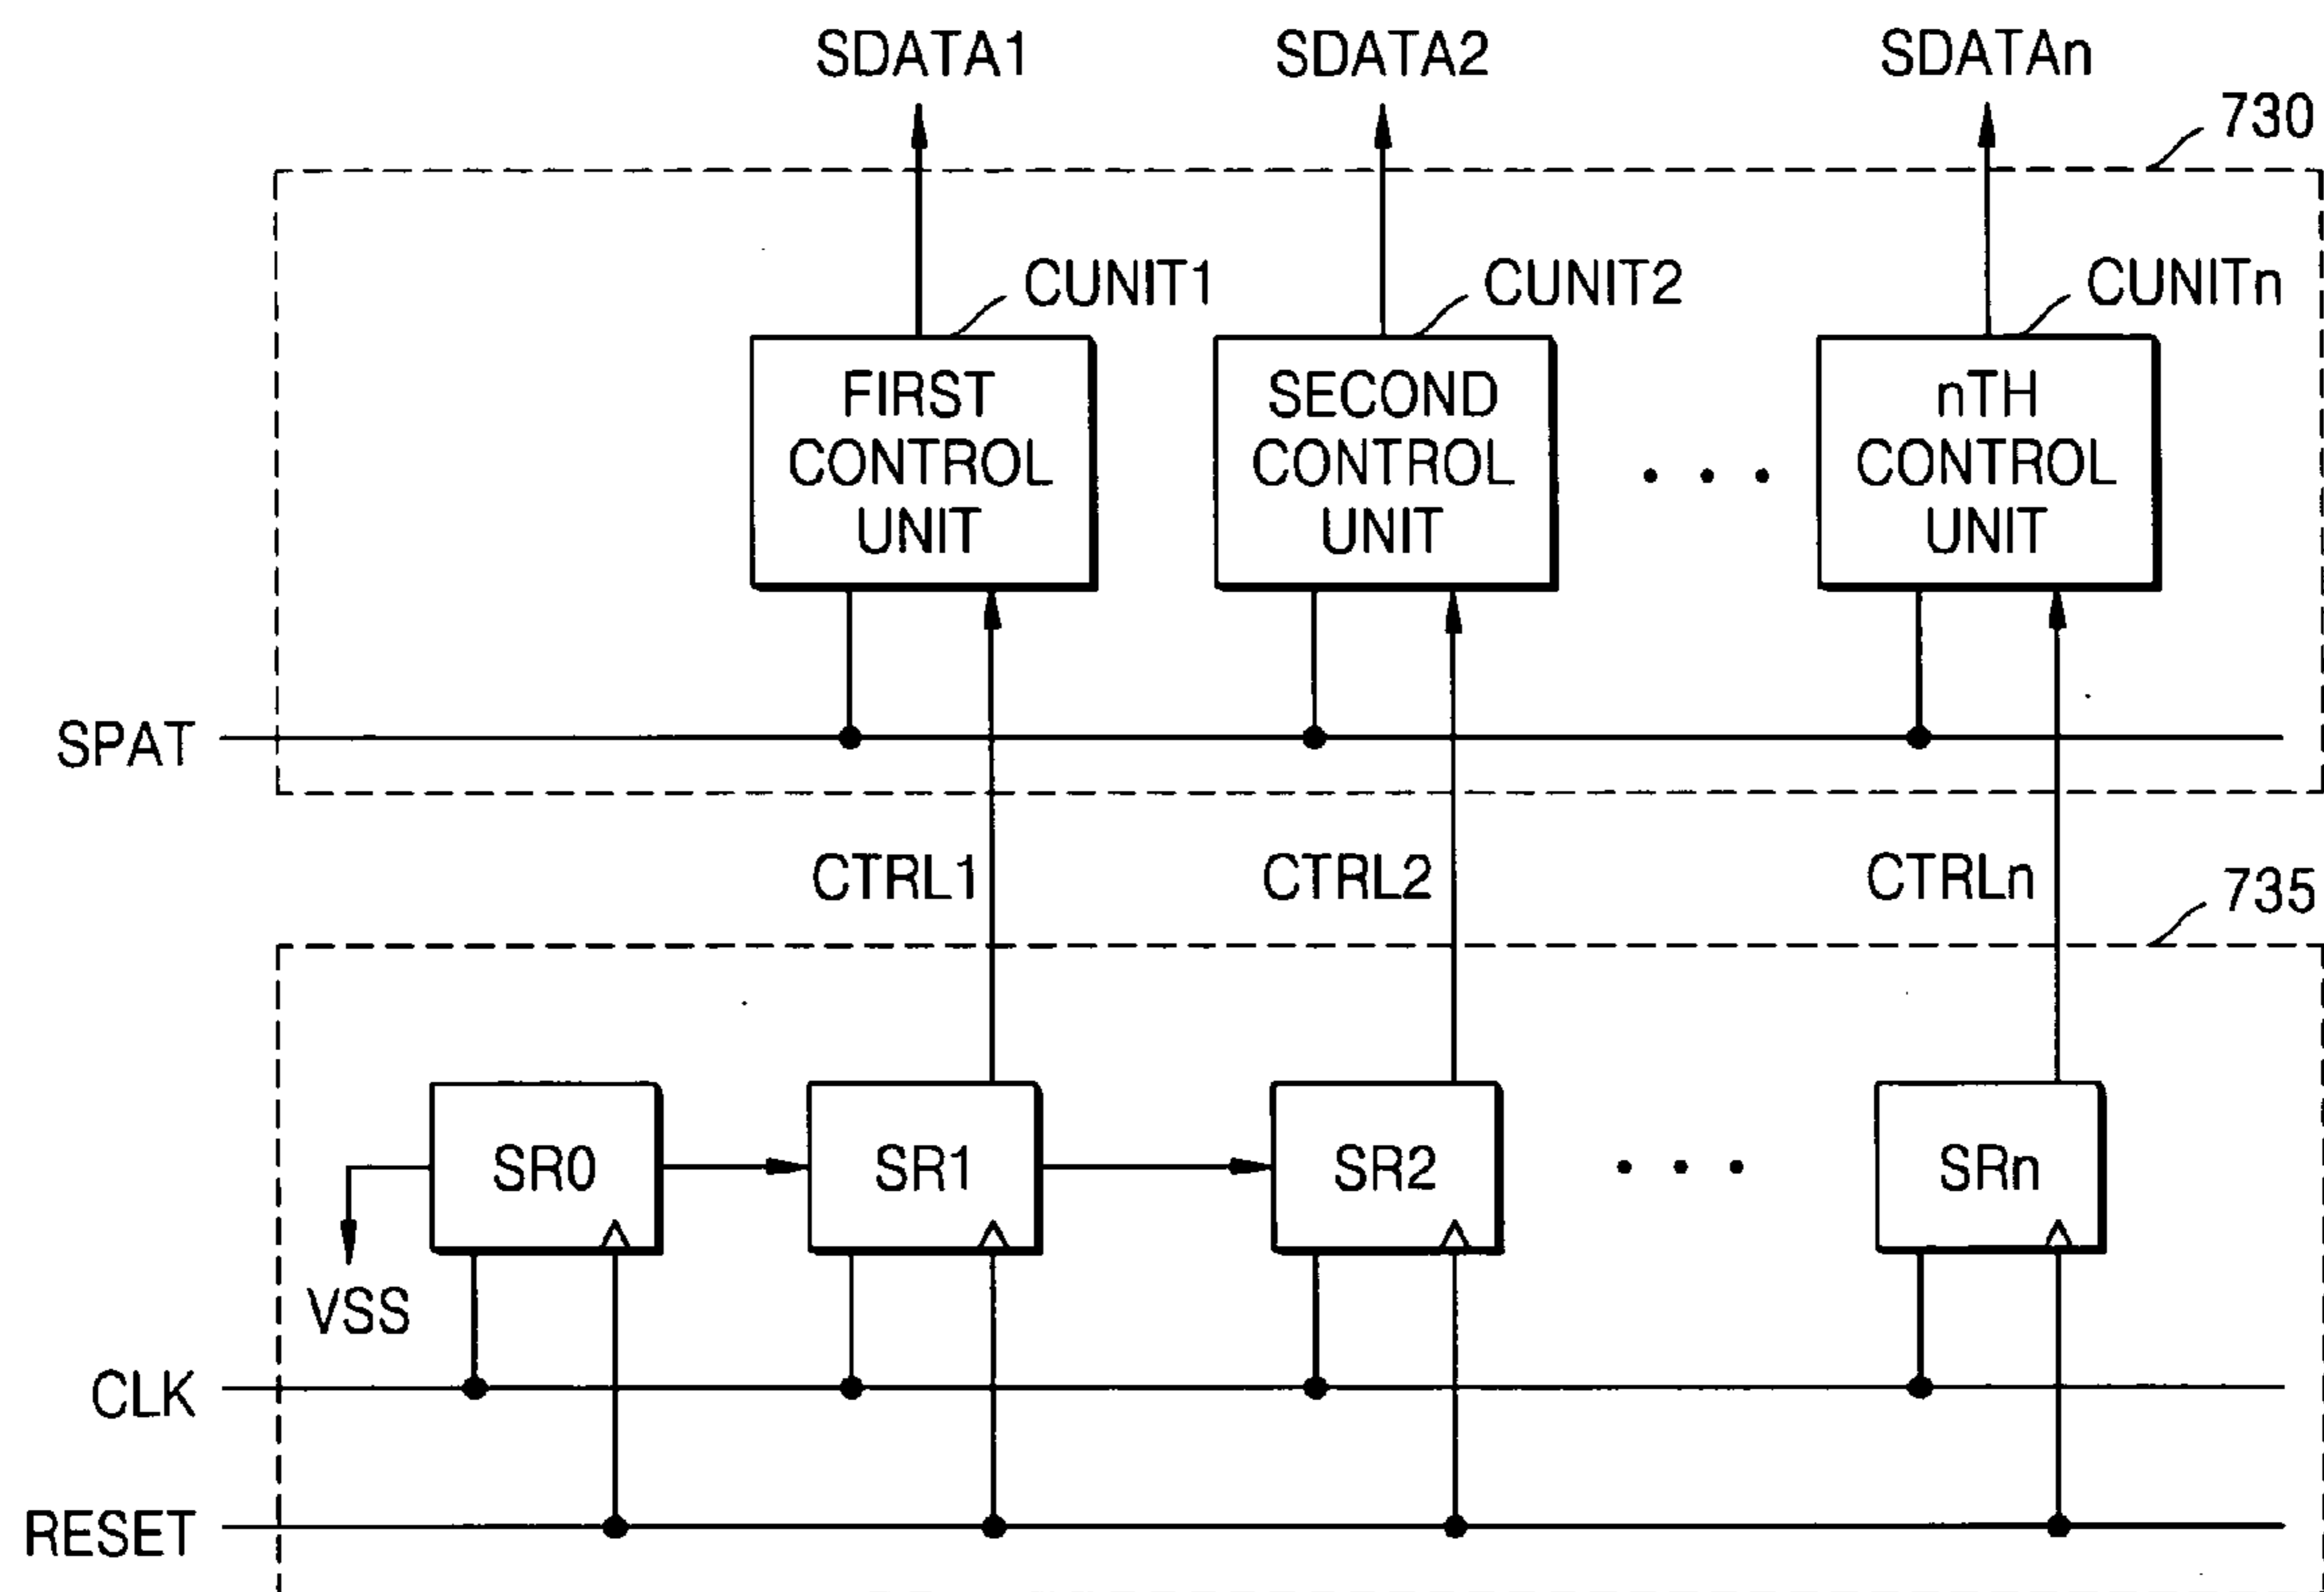 SDATA1 SDATA2 SDATAn
730
CUNIT1 CUNIT2 CUNITn
FIRST
CONTROL
UNIT
SECOND
CONTROL
UNIT
• • •
nTH
CONTROL
UNIT
SPAT
CTRL1 CTRL2 CTRLn
735
SR0 SR1 SR2 • • • SRn
VSS
CLK
RESET